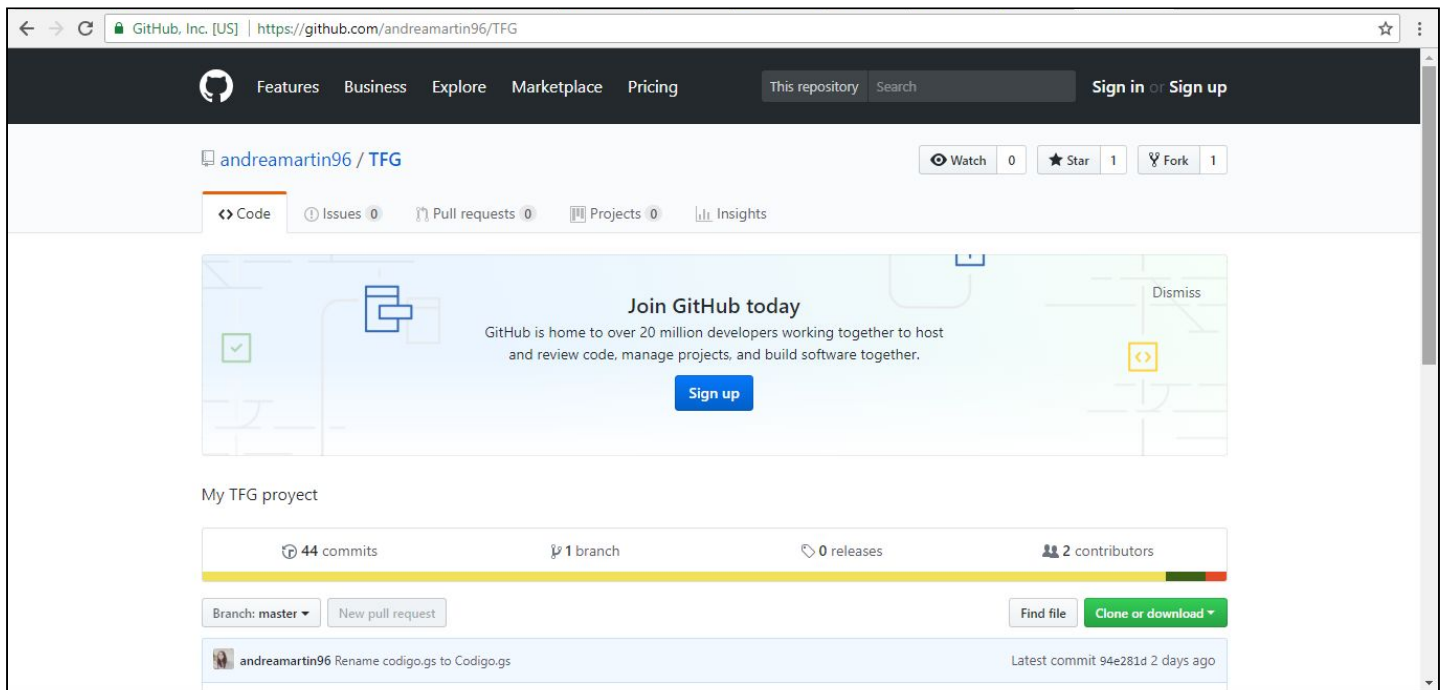 GitHub, Inc. [US] https://github.com/andreamartin96/TFG
Features Business Explore Marketplace Pricing This repository Search Sign in or Sign up
andreamartin96 / TFG Watch 0 Star 1 Fork 1
Code Issues 0 Pull requests 0 Projects 0 Insights
Join GitHub today
Dismiss
GitHub is home to over 20 million developers working together to host
and review code, manage projects, and build software together.
Sign up
My TFG proyect
44 commits 1 branch 0 releases 2 contributors
Branch: master New pull request Find file Clone or download
andreamartin96 Rename codigo.gs to Codigo.gs Latest commit 94e281d 2 days ago